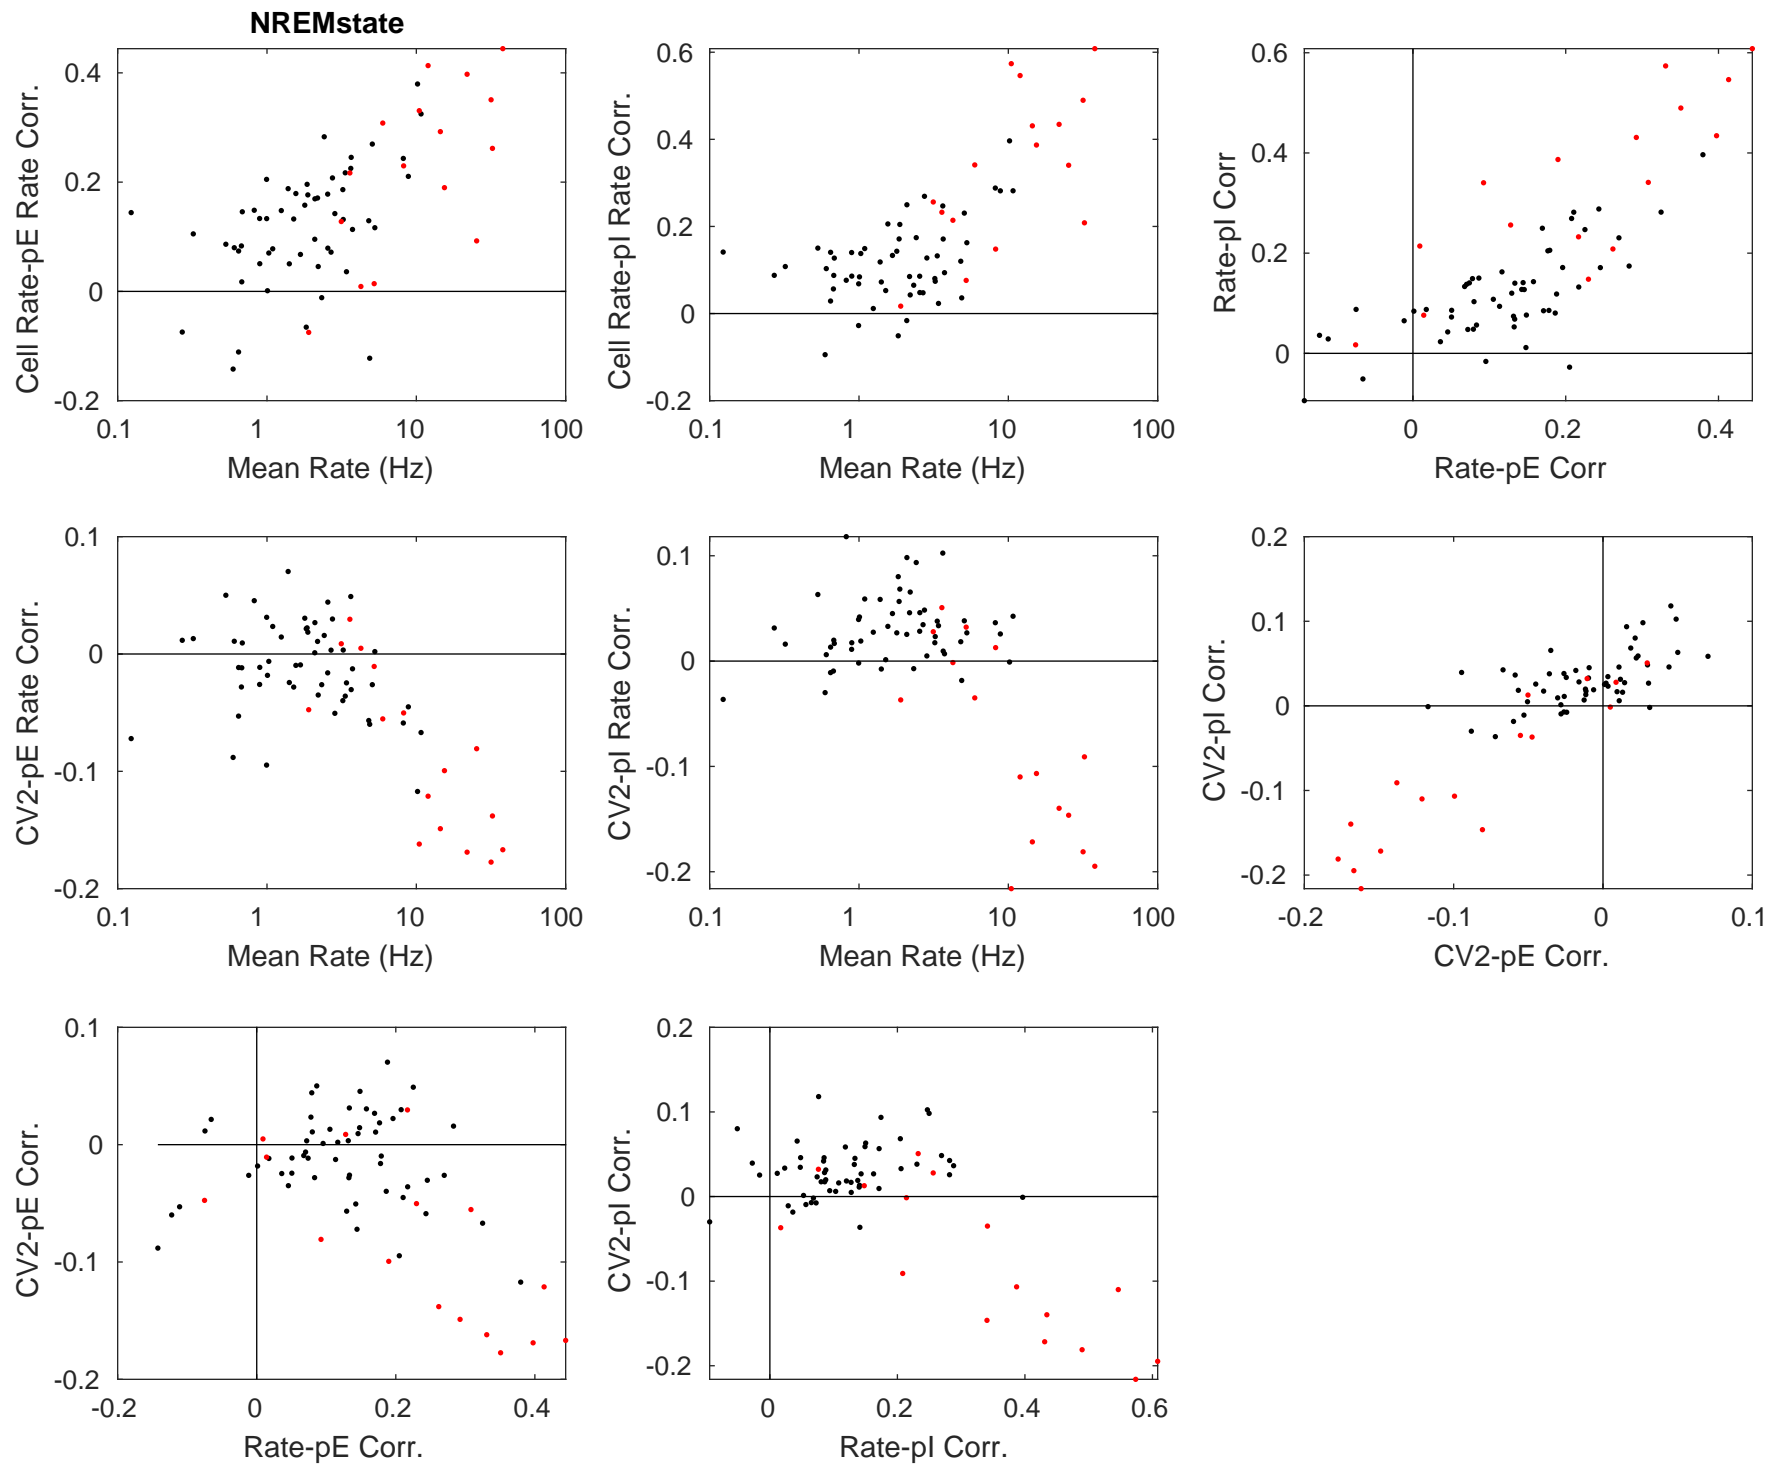 NREMstate
Cell Rate-pE Rate Corr.
0.4
0.2
0
-0.2
0.1 1 10 100
Mean Rate (Hz)
Cell Rate-pI Rate Corr.
0.6
0.4
0.2
0
-0.2
0.1 1 10 100
Mean Rate (Hz)
Rate-pI Corr
0.6
0.4
0.2
0
0 0.2 0.4
Rate-pE Corr
CV2-pE Rate Corr.
0.1
0
-0.1
-0.2
0.1 1 10 100
Mean Rate (Hz)
CV2-pI Rate Corr.
0.1
0
-0.1
-0.2
0.1 1 10 100
Mean Rate (Hz)
CV2-pI Corr.
0.2
0.1
0
-0.1
-0.2
-0.2 -0.1 0 0.1
CV2-pE Corr.
CV2-pE Corr.
0.1
0
-0.1
-0.2
-0.2 0 0.2 0.4
Rate-pE Corr.
CV2-pI Corr.
0.2
0.1
0
-0.1
-0.2
0 0.2 0.4 0.6
Rate-pI Corr.